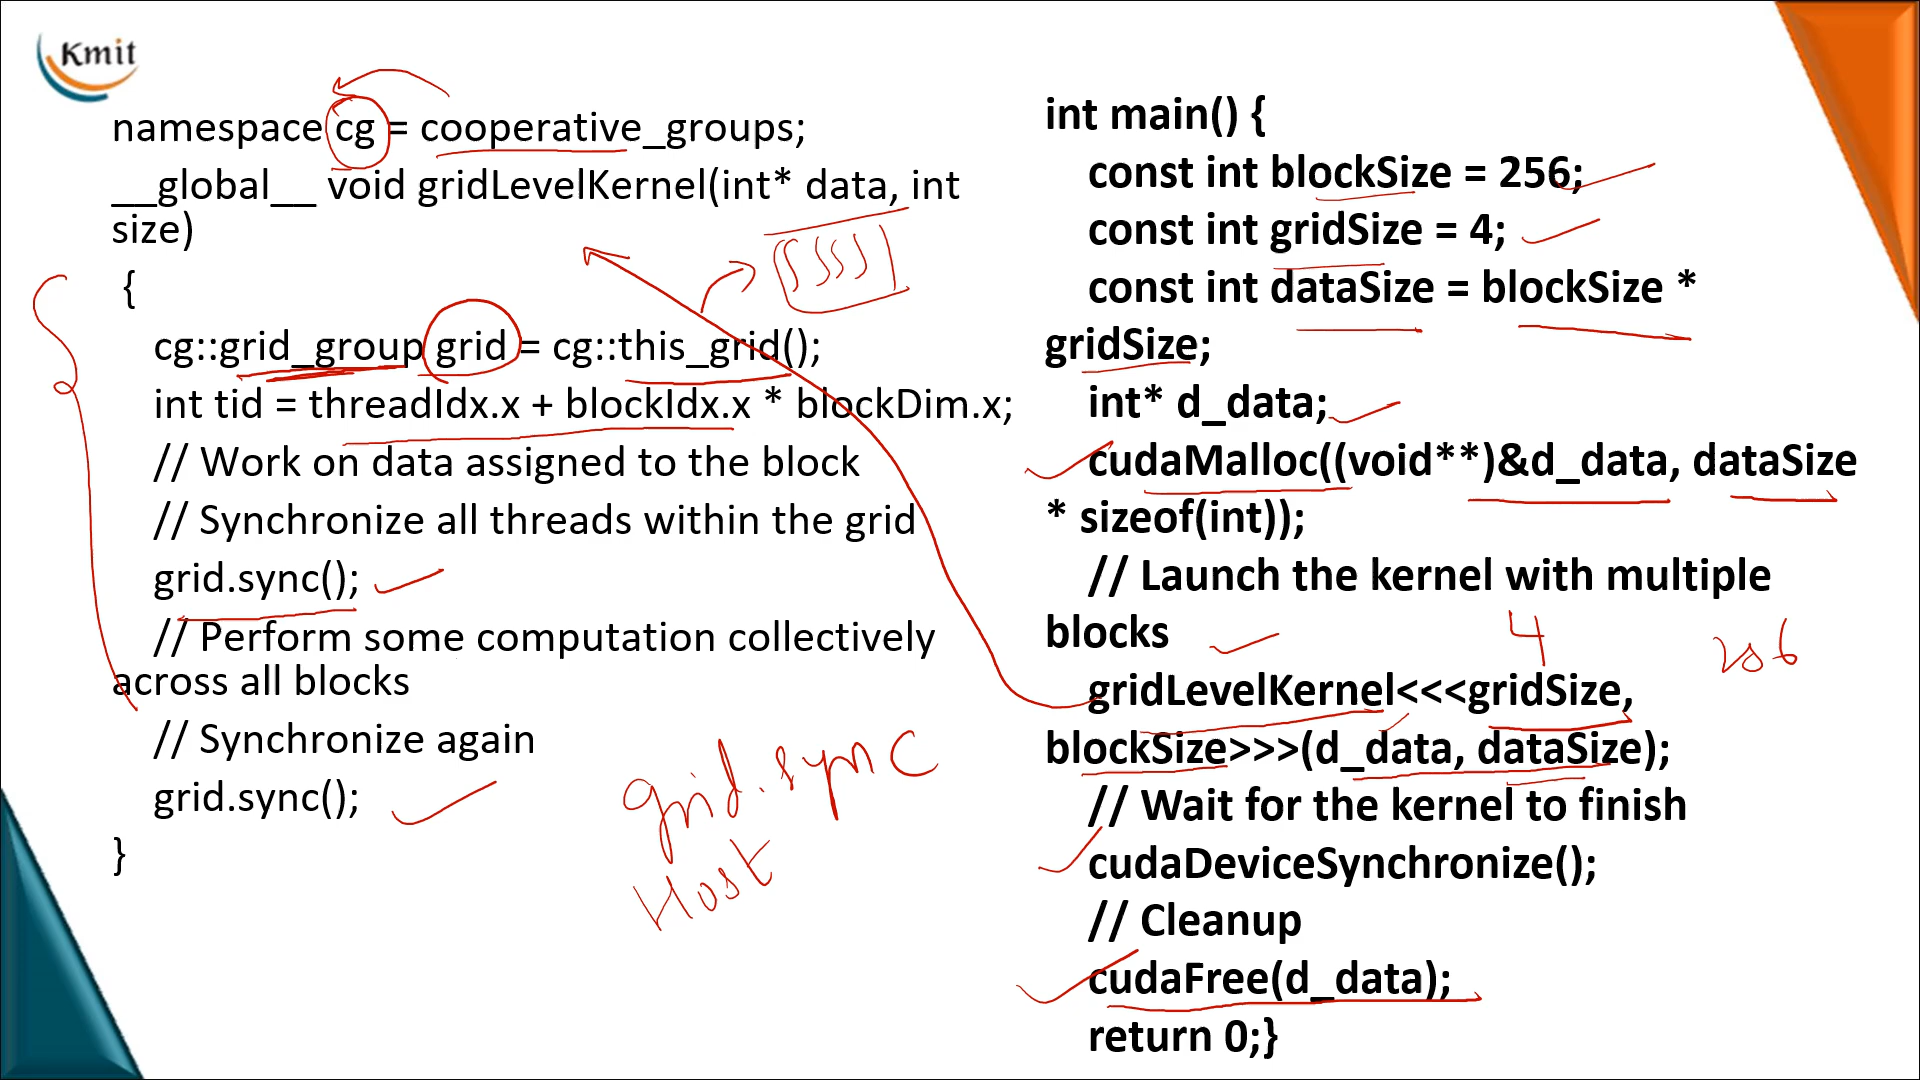 Kmit
namespace cg = cooperative_groups;
__global__ void gridLevelKernel(int* data, int
size)
{
cg::grid_group grid = cg::this_grid();
int tid = threadIdx.x + blockIdx.x * blockDim.x;
// Work on data assigned to the block
// Synchronize all threads within the grid
grid.sync();
// Perform some computation collectively
across all blocks
// Synchronize again
grid.sync();
}
grid.sync
Host
int main() {
const int blockSize = 256;
const int gridSize = 4;
const int dataSize = blockSize *
gridSize;
int* d_data;
cudaMalloc((void**)&d_data, dataSize
* sizeof(int));
// Launch the kernel with multiple
blocks
4
256
gridLevelKernel<<<gridSize,
blockSize>>>(d_data, dataSize);
// Wait for the kernel to finish
cudaDeviceSynchronize();
// Cleanup
cudaFree(d_data);
return 0;}